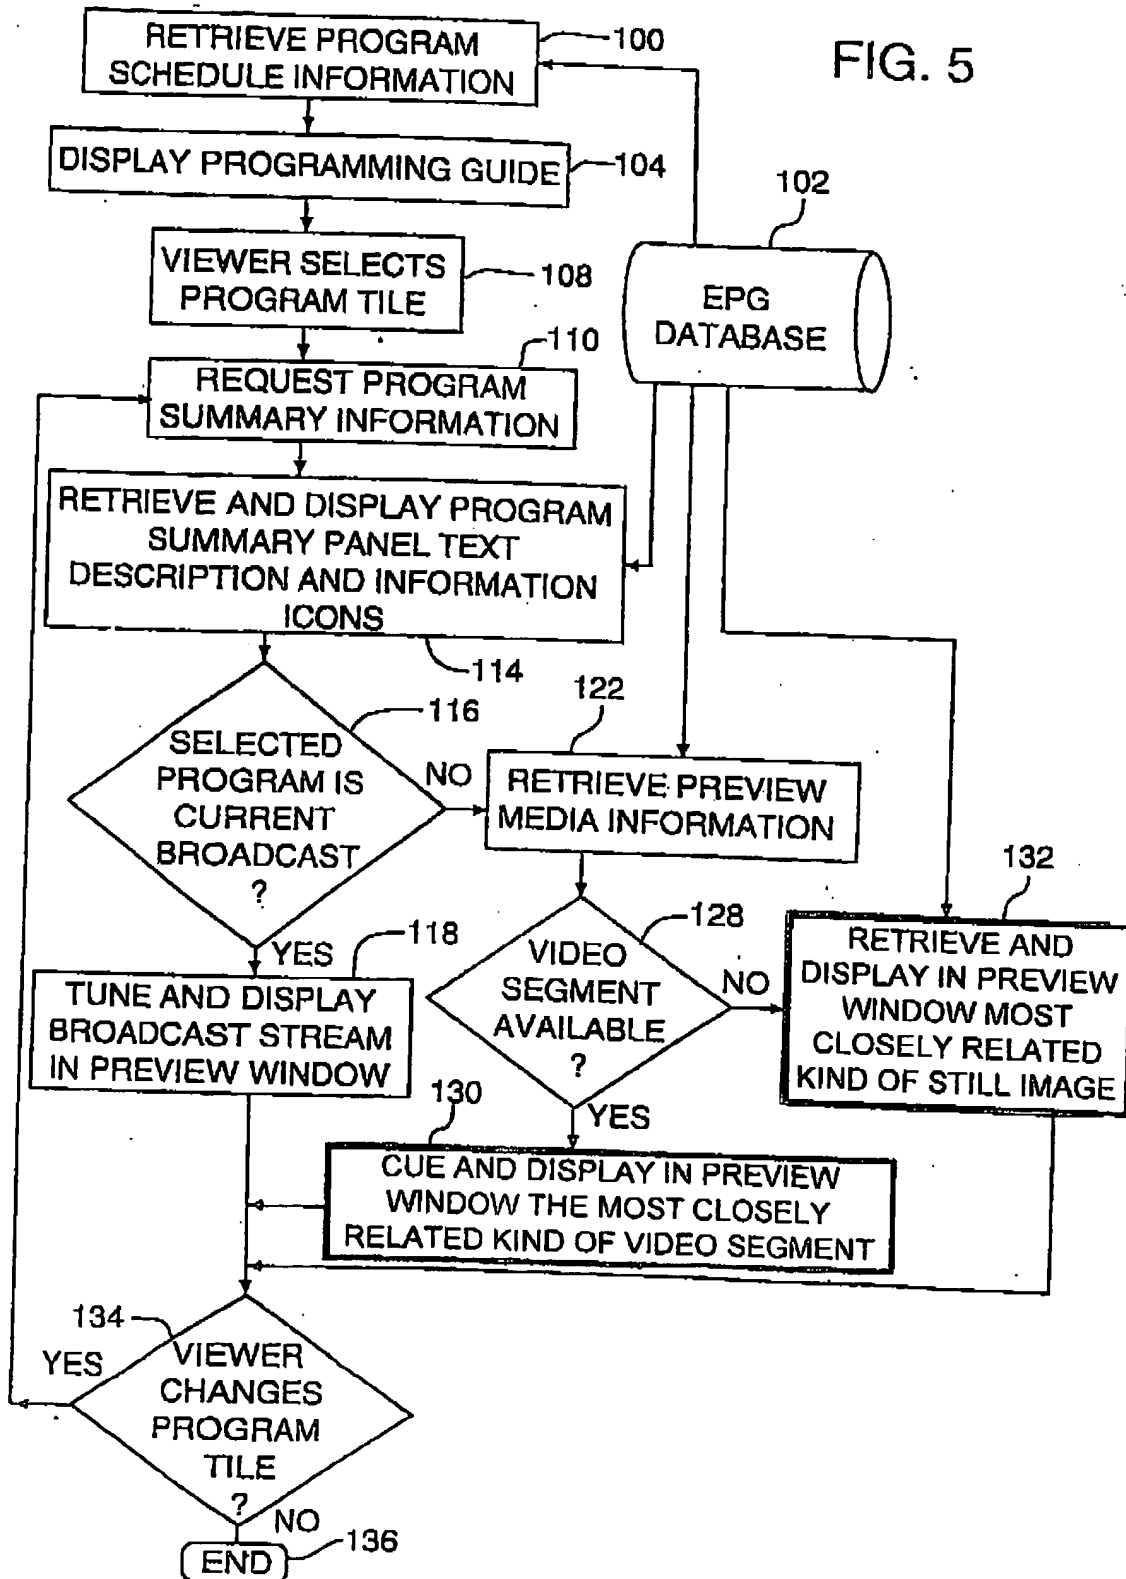 FIG. 5
RETRIEVE PROGRAM
SCHEDULE INFORMATION
100
DISPLAY PROGRAMMING GUIDE
104
102
VIEWER SELECTS
PROGRAM TILE
108
EPG
DATABASE
110
REQUEST PROGRAM
SUMMARY INFORMATION
RETRIEVE AND DISPLAY PROGRAM
SUMMARY PANEL TEXT
DESCRIPTION AND INFORMATION
ICONS
114
116
SELECTED
PROGRAM IS
CURRENT
BROADCAST
?
NO
YES
122
RETRIEVE PREVIEW
MEDIA INFORMATION
118
TUNE AND DISPLAY
BROADCAST STREAM
IN PREVIEW WINDOW
128
VIDEO
SEGMENT
AVAILABLE
?
NO
YES
132
RETRIEVE AND
DISPLAY IN PREVIEW
WINDOW MOST
CLOSELY RELATED
KIND OF STILL IMAGE
130
CUE AND DISPLAY IN PREVIEW
WINDOW THE MOST CLOSELY
RELATED KIND OF VIDEO SEGMENT
134
YES
VIEWER
CHANGES
PROGRAM
TILE
?
NO
END
136